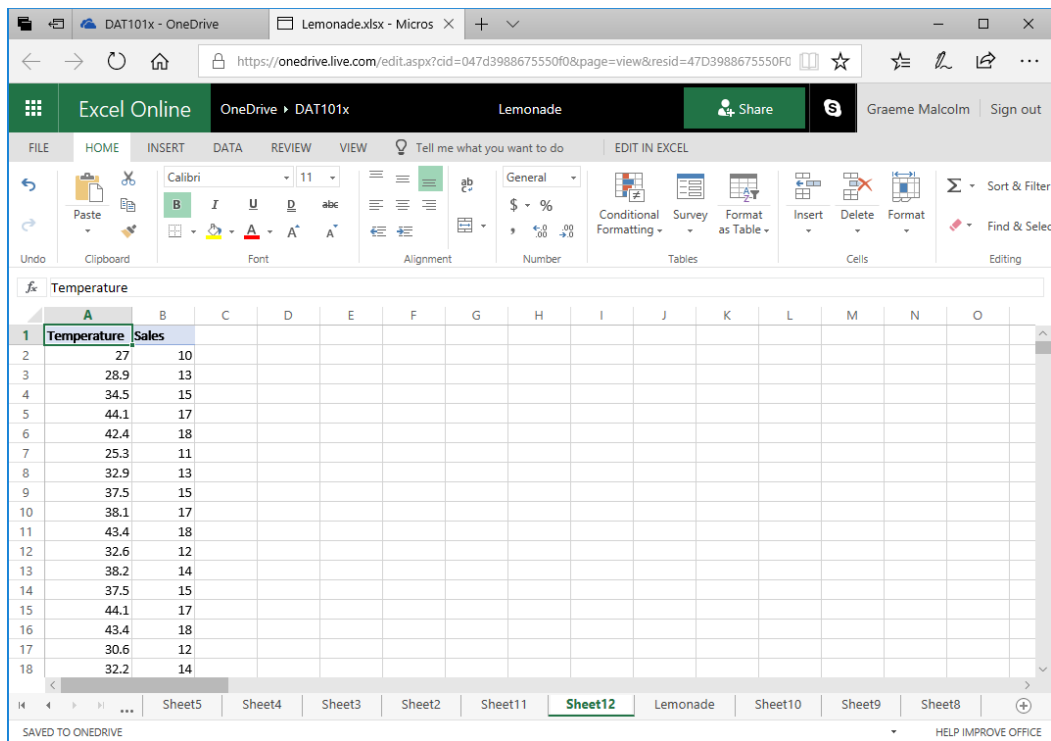 DAT101x - OneDrive
Lemonade.xlsx - Micros
https://onedrive.live.com/edit.aspx?cid=047d3988675550f0&page=view&resid=47D3988675550F0
Excel Online OneDrive ▸ DAT101x Lemonade Share Graeme Malcolm Sign out
FILE HOME INSERT DATA REVIEW VIEW Tell me what you want to do EDIT IN EXCEL
Calibri 11 ab General Σ Sort & Filter
Paste B I U D abc $ % Conditional Formatting Survey Format as Table Insert Delete Format
A A A .00 .00 Find & Selec
Undo Clipboard Font Alignment Number Tables Cells Editing
fx Temperature
A B C D E F G H I J K L M N O
1 Temperature Sales
2 27 10
3 28.9 13
4 34.5 15
5 44.1 17
6 42.4 18
7 25.3 11
8 32.9 13
9 37.5 15
10 38.1 17
11 43.4 18
12 32.6 12
13 38.2 14
14 37.5 15
15 44.1 17
16 43.4 18
17 30.6 12
18 32.2 14
... Sheet5 Sheet4 Sheet3 Sheet2 Sheet11 Sheet12 Lemonade Sheet10 Sheet9 Sheet8
SAVED TO ONEDRIVE HELP IMPROVE OFFICE